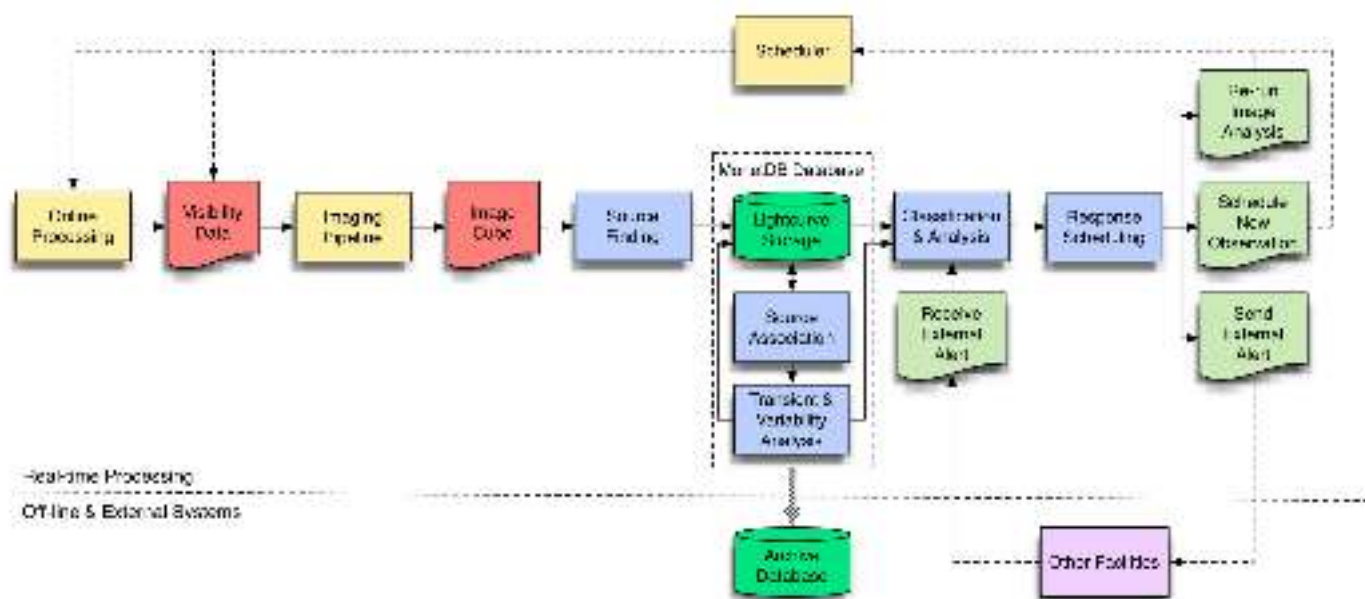 Scheduler
Re-run
Image
Analysis
MonetDB Database
Online
Processing
Visibility
Data
Imaging
Pipeline
Image
Cube
Source
Finding
Lightcurve
Storage
Classification
& Analysis
Response
Scheduling
Schedule
New
Observation
Source
Association
Receive
External
Alert
Send
External
Alert
Transient &
Variability
Analysis
Real-time Processing
Off-line & External Systems
Archive
Database
Other Facilities